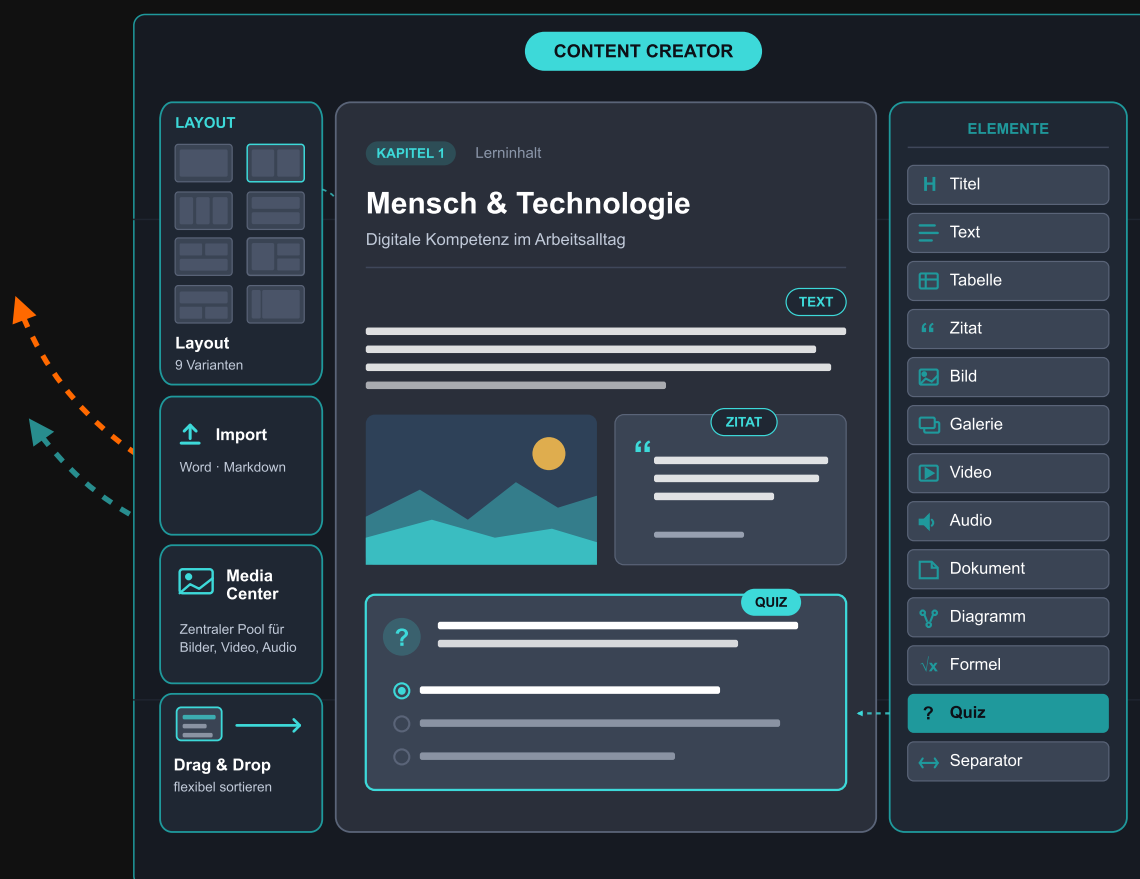 CONTENT CREATOR
LAYOUT
Layout
9 Varianten
Import
Word · Markdown
Media
Center
Zentraler Pool für
Bilder, Video, Audio
Drag & Drop
flexibel sortieren
KAPITEL 1 Lerninhalt
Mensch & Technologie
Digitale Kompetenz im Arbeitsalltag
TEXT
ZITAT
“
QUIZ
?
ELEMENTE
H Titel
Text
Tabelle
“ Zitat
Bild
Galerie
Video
Audio
Dokument
Diagramm
√x Formel
? Quiz
Separator